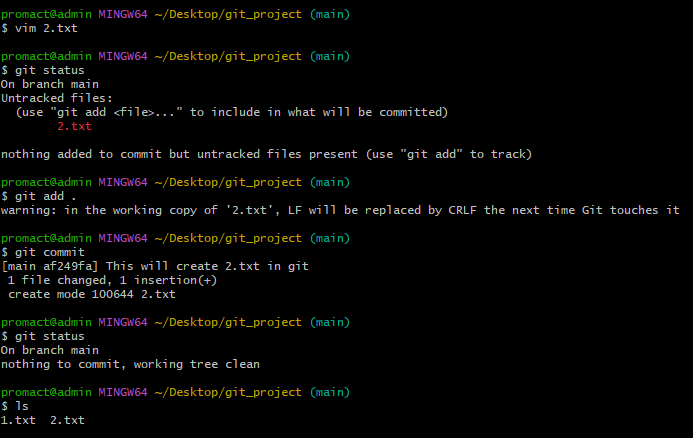 promact@admin MINGW64 ~/Desktop/git_project (main)
$ vim 2.txt

promact@admin MINGW64 ~/Desktop/git_project (main)
$ git status
On branch main
Untracked files:
  (use "git add <file>..." to include in what will be committed)
        2.txt

nothing added to commit but untracked files present (use "git add" to track)

promact@admin MINGW64 ~/Desktop/git_project (main)
$ git add .
warning: in the working copy of '2.txt', LF will be replaced by CRLF the next time Git touches it

promact@admin MINGW64 ~/Desktop/git_project (main)
$ git commit
[main af249fa] This will create 2.txt in git
 1 file changed, 1 insertion(+)
 create mode 100644 2.txt

promact@admin MINGW64 ~/Desktop/git_project (main)
$ git status
On branch main
nothing to commit, working tree clean

promact@admin MINGW64 ~/Desktop/git_project (main)
$ ls
1.txt  2.txt